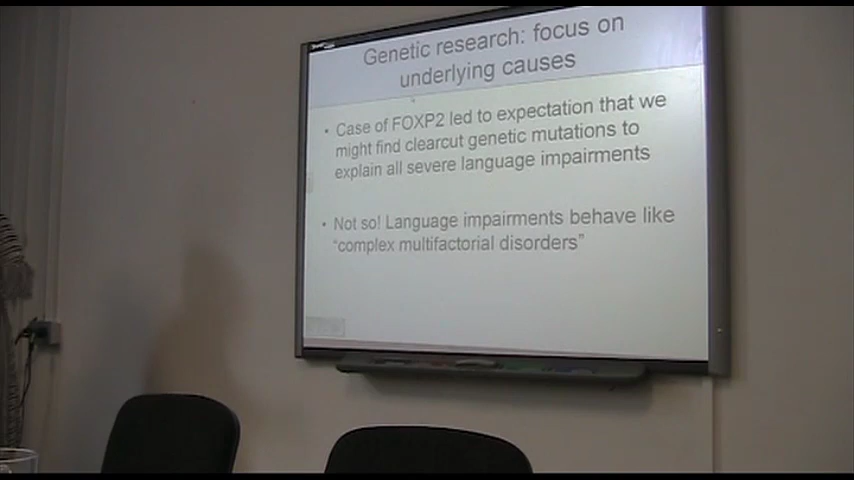 Genetic research: focus on
underlying causes
• Case of FOXP2 led to expectation that we
might find clearcut genetic mutations to
explain all severe language impairments
• Not so! Language impairments behave like
“complex multifactorial disorders”